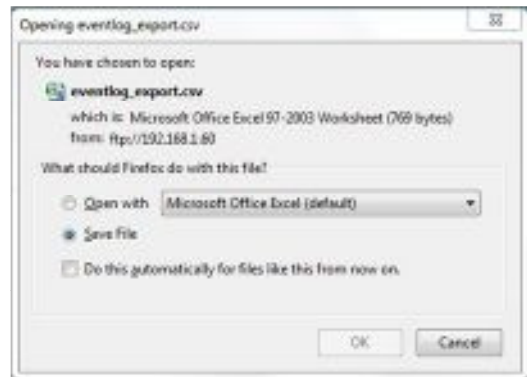 Opening eventlog_export.csv
You have chosen to open:
eventlog_export.csv
which is: Microsoft Office Excel 97-2003 Worksheet (769 bytes)
from: ftp://192.168.1.60
What should Firefox do with this file?
Open with Microsoft Office Excel (default)
Save File
Do this automatically for files like this from now on.
OK Cancel